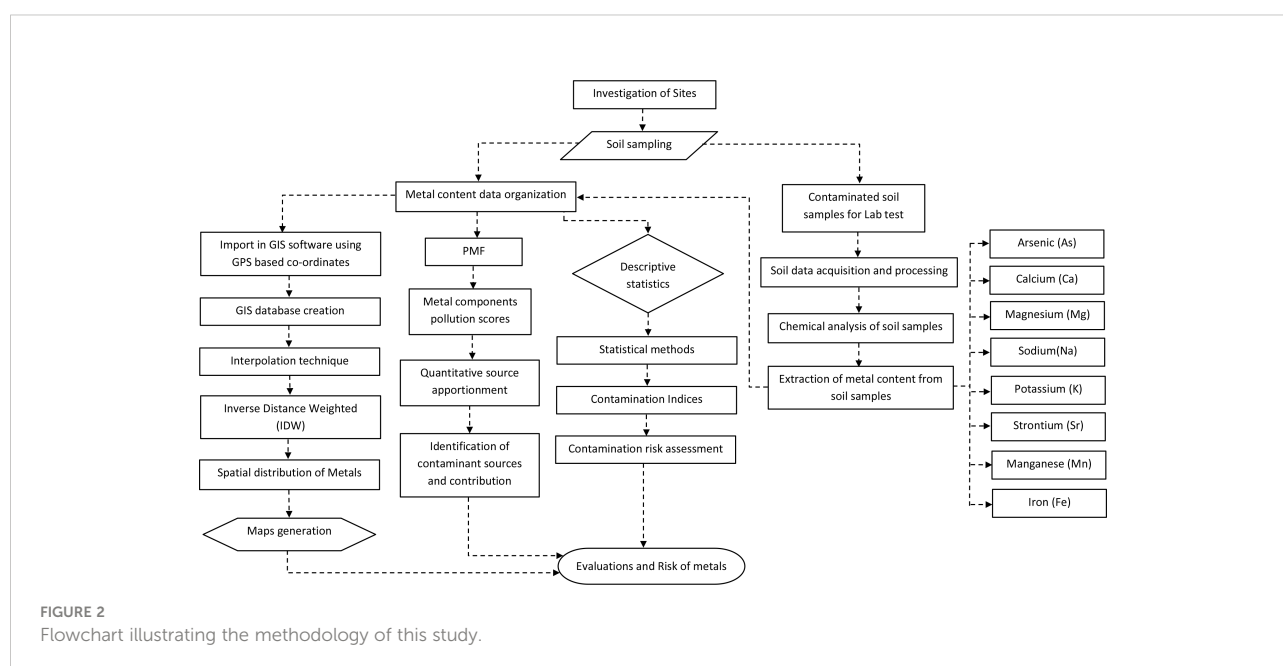 Investigation of Sites
Soil sampling
Metal content data organization
Import in GIS software using
GPS based co-ordinates
GIS database creation
Interpolation technique
Inverse Distance Weighted
(IDW)
Spatial distribution of Metals
Maps generation
PMF
Metal components
pollution scores
Quantitative source
apportionment
Identification of
contaminant sources
and contribution
Descriptive
statistics
Statistical methods
Contamination Indices
Contamination risk assessment
Evaluations and Risk of metals
Contaminated soil
samples for Lab test
Soil data acquisition and processing
Chemical analysis of soil samples
Extraction of metal content from
soil samples
Arsenic (As)
Calcium (Ca)
Magnesium (Mg)
Sodium(Na)
Potassium (K)
Strontium (Sr)
Manganese (Mn)
Iron (Fe)
FIGURE 2
Flowchart illustrating the methodology of this study.